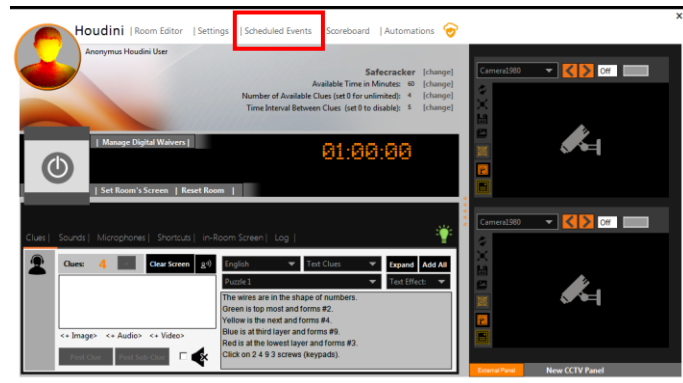 x
Houdini | Room Editor | Settings | Scheduled Events Scoreboard | Automations
Anonymus Houdini User
Safecracker [change]
Available Time in Minutes: 60 [change]
Number of Available Clues (set 0 for unlimited): 4 [change]
Time Interval Between Clues (set 0 to disable): 5 [change]
| Manage Digital Waivers |
01:00:00
| Set Room's Screen | Reset Room |
Clues | Sounds | Microphones | Shortcuts | in-Room Screen | Log |
Clues: 4 Clear Screen English Text Clues Expand Add All
Puzzle 1 Text Effect:
The wires are in the shape of numbers.
Green is top most and forms #2.
Yellow is the next and forms #4.
Blue is at third layer and forms #9.
Red is at the lowest layer and forms #3.
Click on 2 4 9 3 screws (keypads).
<+ Image> <+ Audio> <+ Video>
Post Clue Post Sub-Clue
Camera1980 < > Off
Camera1980 < > Off
External Panel New CCTV Panel